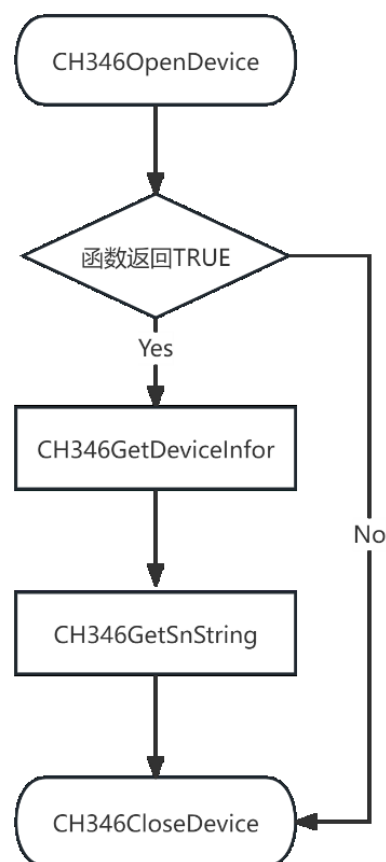 CH346OpenDevice
函数返回TRUE
Yes
CH346GetDeviceInfor
No
CH346GetSnString
CH346CloseDevice